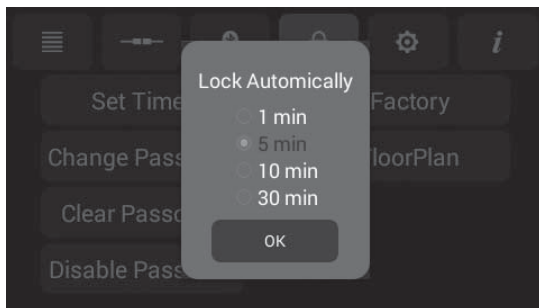 i
Lock Automically
Set Time
Factory
1 min
5 min
Change Pass
loorPlan
10 min
30 min
Clear Passc
OK
Disable Pass